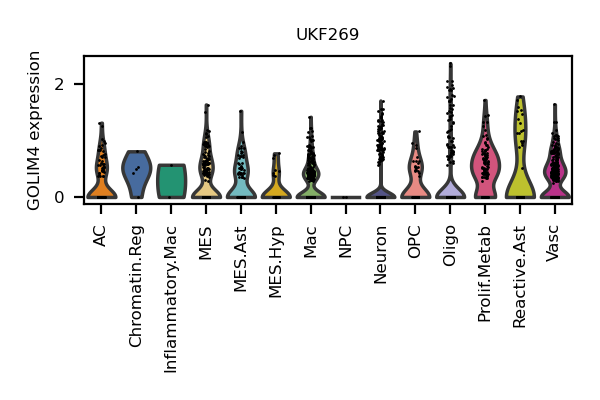 UKF269
GOLIM4 expression
2
0
AC
Chromatin.Reg
Inflammatory.Mac
MES
MES.Ast
MES.Hyp
Mac
NPC
Neuron
OPC
Oligo
Prolif.Metab
Reactive.Ast
Vasc